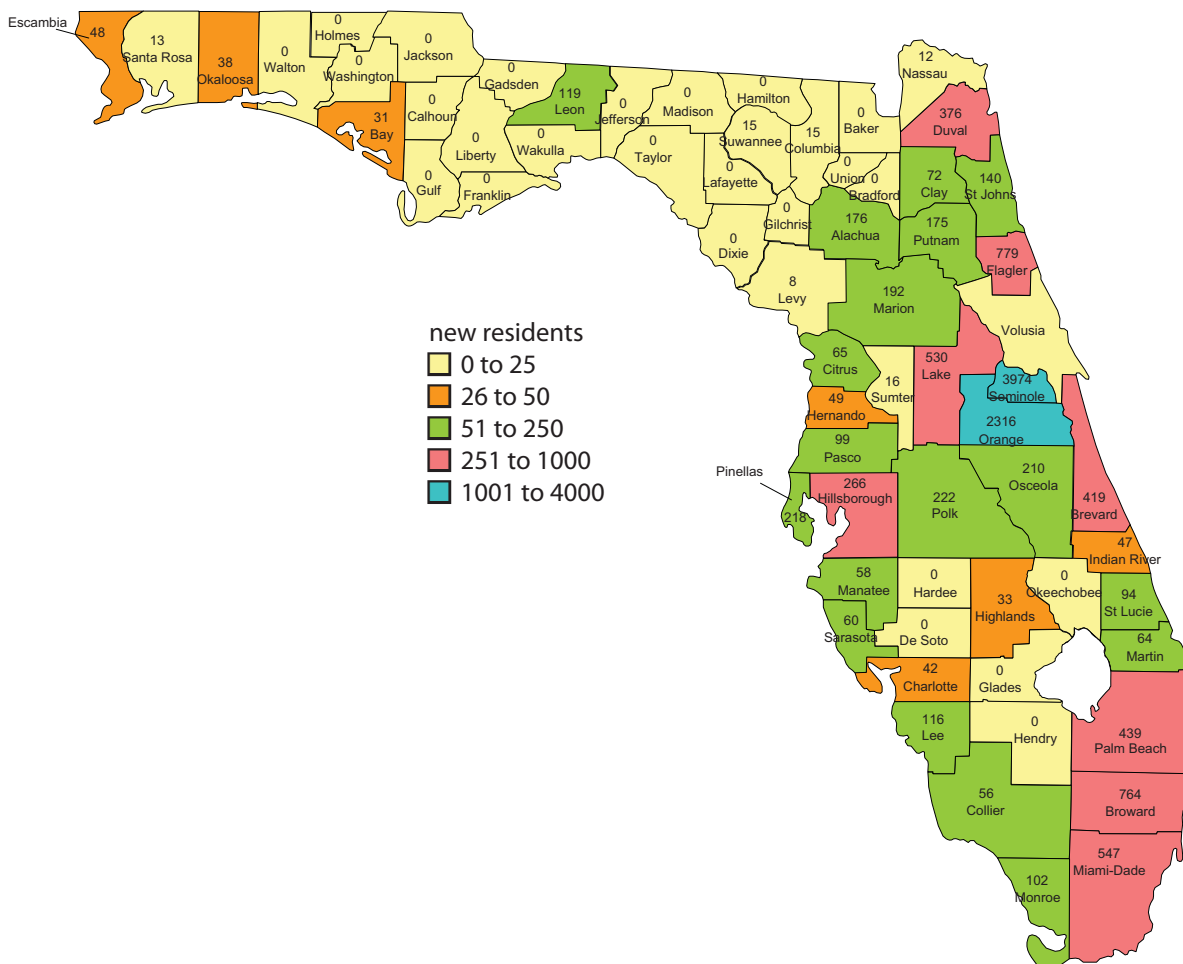 Escambia
48
13
Santa Rosa
38
Okaloosa
0
Walton
0
Holmes
0
Washington
0
Jackson
31
Bay
0
Calhoun
0
Gulf
0
Liberty
0
Franklin
0
Gadsden
119
Leon
0
Wakulla
0
Jefferson
0
Madison
0
Taylor
0
Hamilton
15
Suwannee
0
Lafayette
0
Dixie
15
Columbia
0
Gilchrist
0
Baker
0
Union
0
Bradford
12
Nassau
376
Duval
72
Clay
140
St Johns
176
Alachua
175
Putnam
779
Flagler
8
Levy
192
Marion
Volusia
new residents
0 to 25
26 to 50
51 to 250
251 to 1000
1001 to 4000
65
Citrus
16
Sumter
530
Lake
3974
Seminole
49
Hernando
2316
Orange
99
Pasco
Pinellas
218
266
Hillsborough
222
Polk
210
Osceola
419
Brevard
47
Indian River
58
Manatee
0
Hardee
33
Highlands
0
Okeechobee
94
St Lucie
60
Sarasota
0
De Soto
64
Martin
42
Charlotte
0
Glades
116
Lee
0
Hendry
439
Palm Beach
56
Collier
764
Broward
102
Monroe
547
Miami-Dade